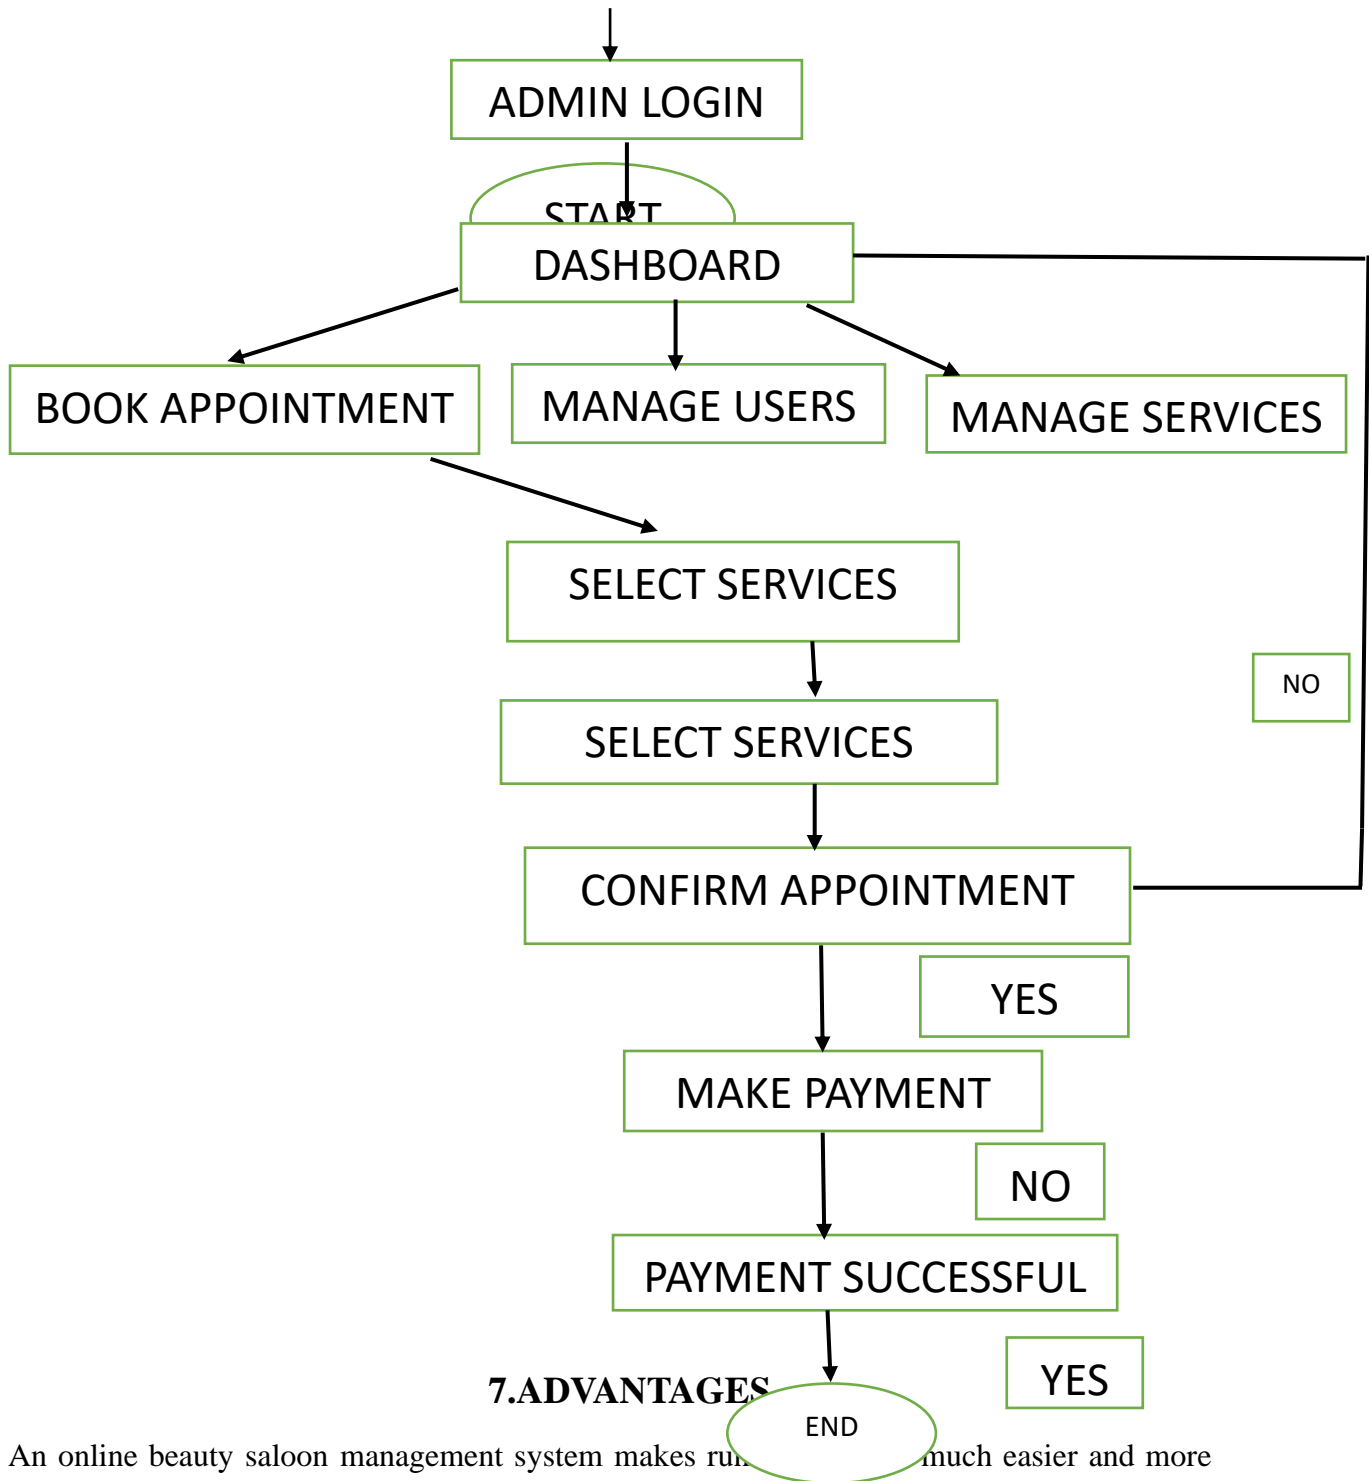 ADMIN LOGIN
START
DASHBOARD
BOOK APPOINTMENT
MANAGE USERS
MANAGE SERVICES
SELECT SERVICES
NO
SELECT SERVICES
CONFIRM APPOINTMENT
YES
MAKE PAYMENT
NO
PAYMENT SUCCESSFUL
YES
7.ADVANTAGES
END
An online beauty saloon management system makes much easier and more